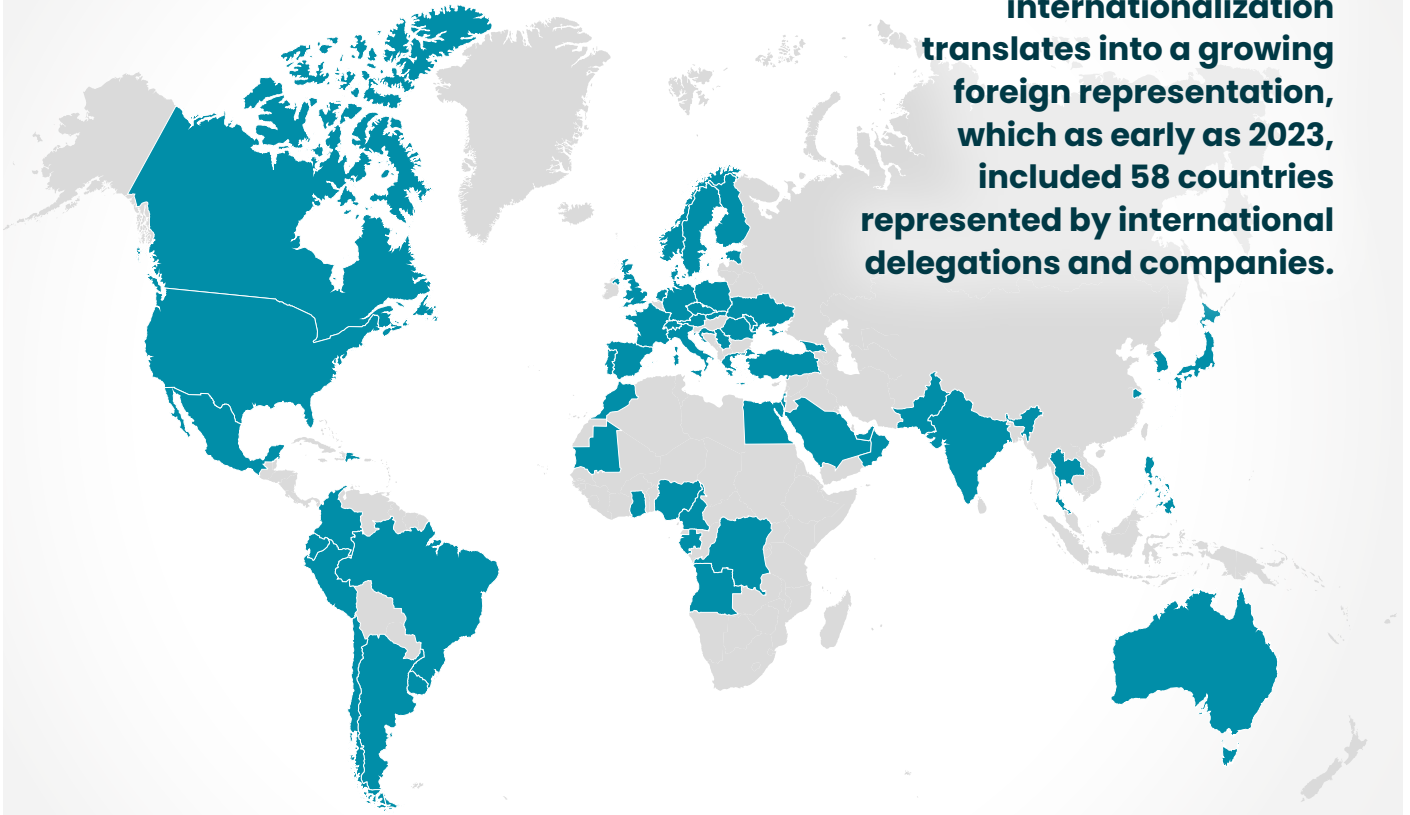 internationalization
translates into a growing
foreign representation,
which as early as 2023,
included 58 countries
represented by international
delegations and companies.